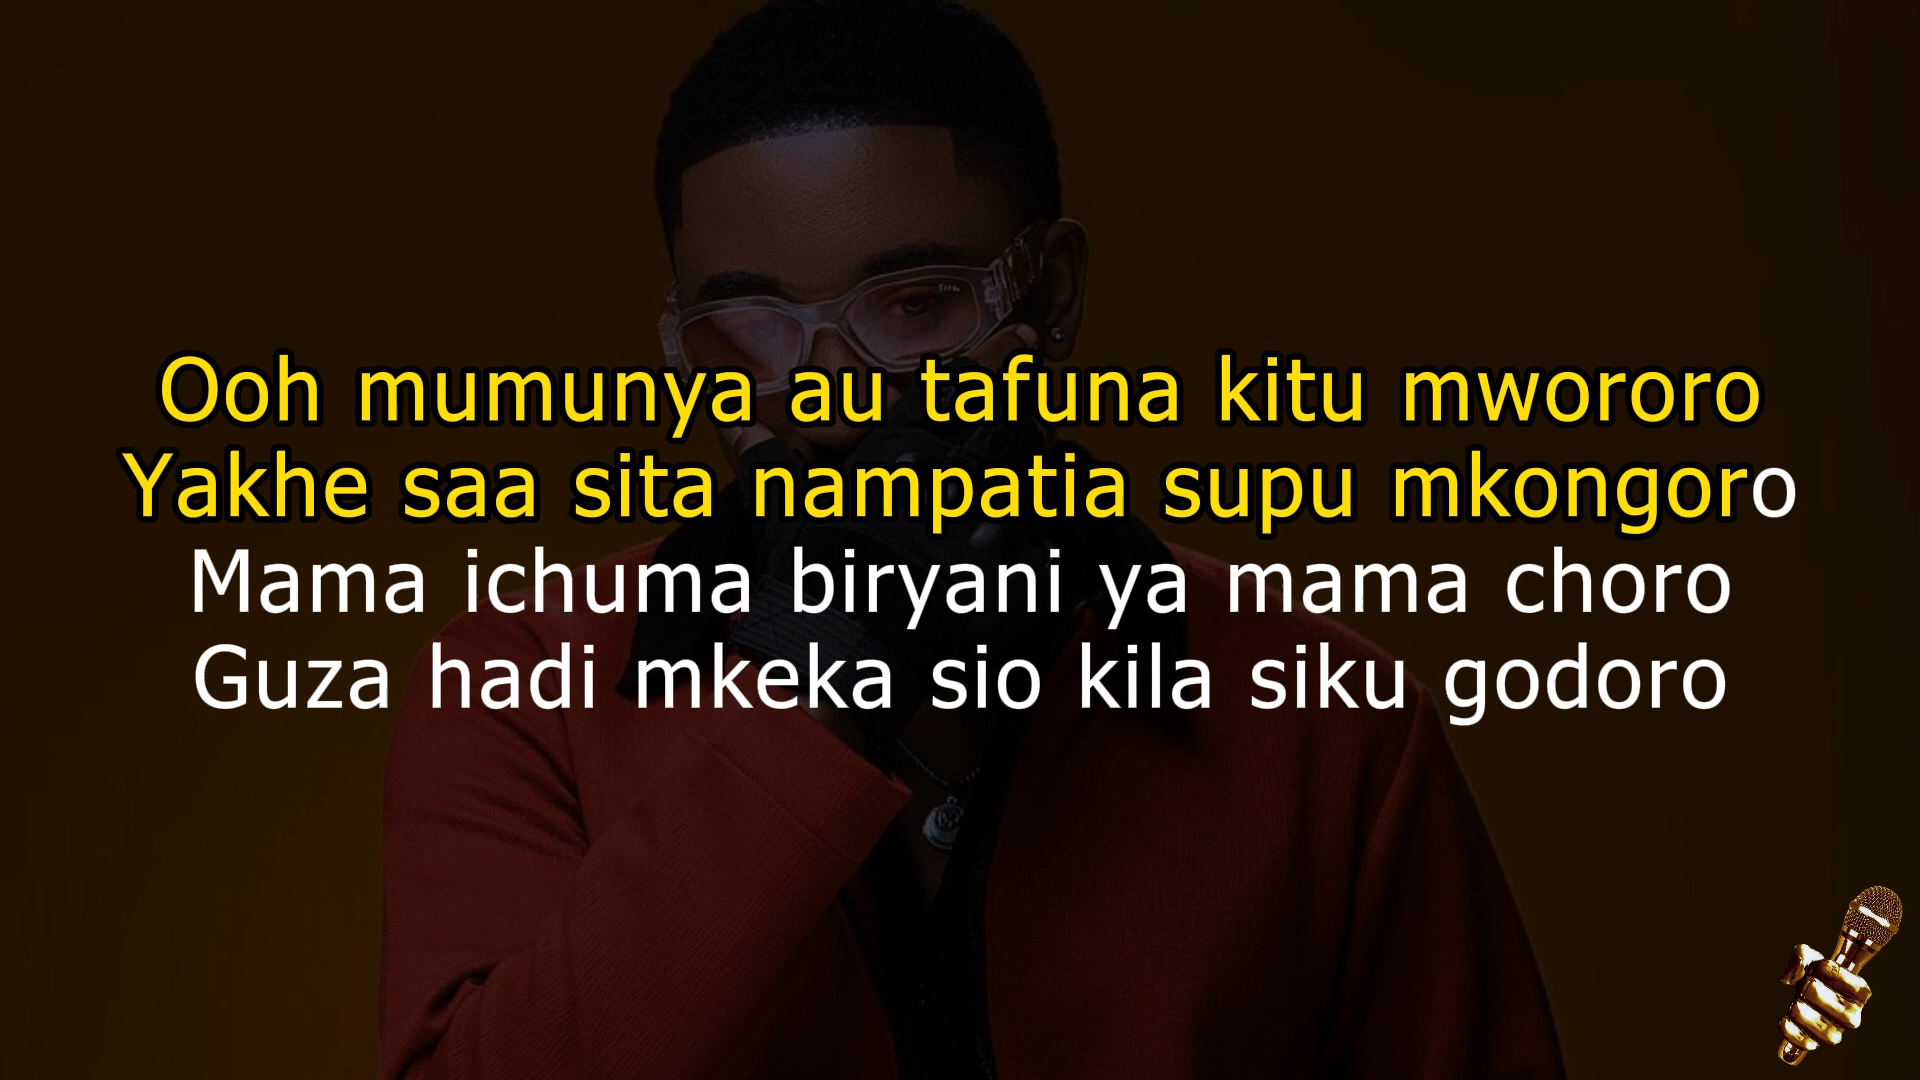 Ooh mumunya au tafuna kitu mwororo
Yakhe saa sita nampatia supu mkongoro
Mama ichuma biryani ya mama choro
Guza hadi mkeka sio kila siku godoro